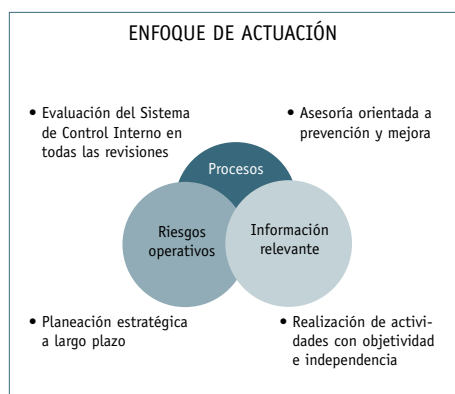 ENFOQUE DE ACTUACIÓN
• Evaluación del Sistema
de Control Interno en
todas las revisiones
• Asesoría orientada a
prevención y mejora
Procesos
Riesgos
operativos
Información
relevante
• Planeación estratégica
a largo plazo
• Realización de activi-
dades con objetividad
e independencia